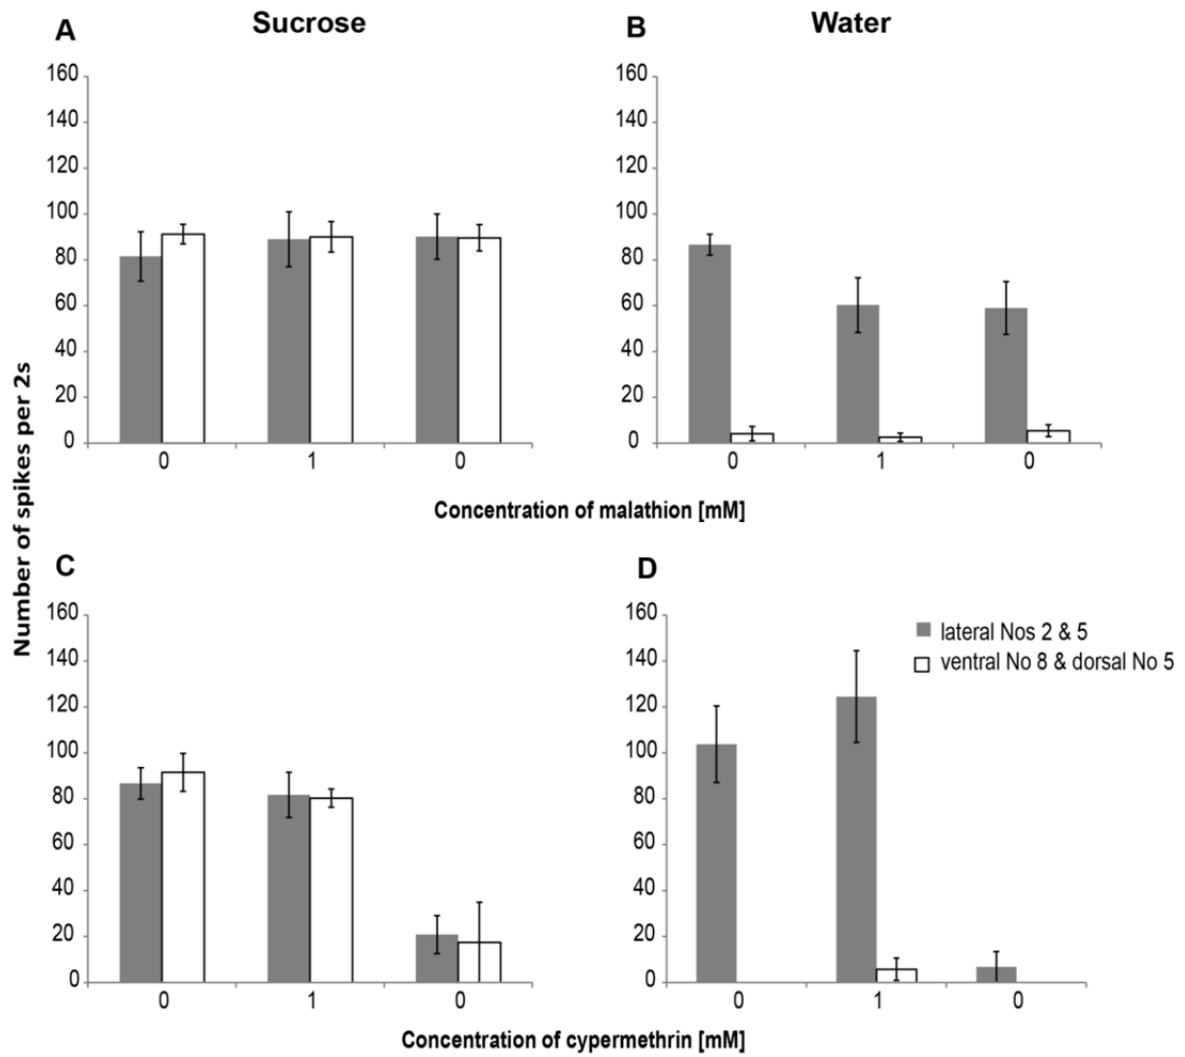 A
Sucrose
B
Water
160
140
120
100
80
60
40
20
0
0 1 0
160
140
120
100
80
60
40
20
0
0 1 0
Concentration of malathion [mM]
Number of spikes per 2s
C
D
160
140
120
100
80
60
40
20
0
0 1 0
160
140
120
100
80
60
40
20
0
0 1 0
lateral Nos 2 & 5
ventral No 8 & dorsal No 5
Concentration of cypermethrin [mM]